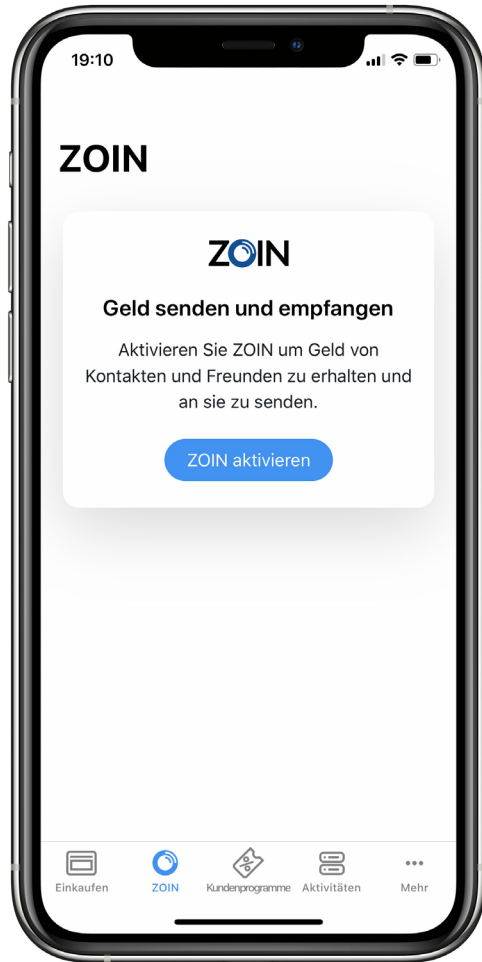 19:10
ZOIN
ZOIN
Geld senden und empfangen
Aktivieren Sie ZOIN um Geld von
Kontakten und Freunden zu erhalten und
an sie zu senden.
ZOIN aktivieren
Einkaufen ZOIN Kundenprogramme Aktivitäten Mehr